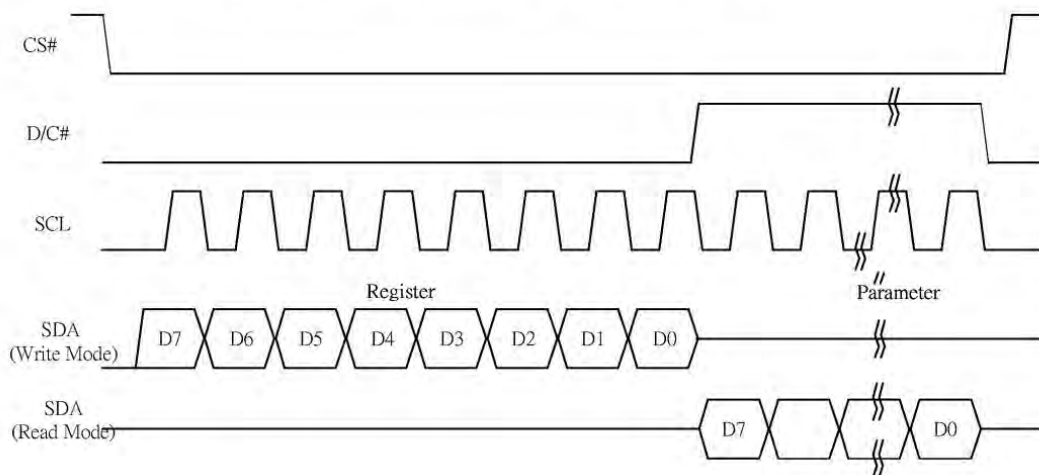 CS#
D/C#
SCL
Register Parameter
SDA
(Write Mode)
D7 D6 D5 D4 D3 D2 D1 D0
SDA
(Read Mode)
D7 D0